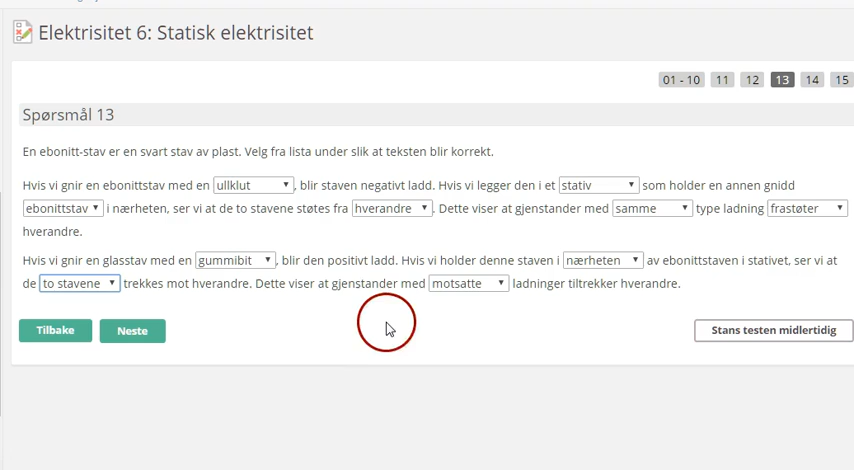 Elektrisitet 6: Statisk elektrisitet
01 - 10 11 12 13 14 15
Spørsmål 13
En ebonitt-stav er en svart stav av plast. Velg fra lista under slik at teksten blir korrekt.
Hvis vi gnir en ebonittstav med en ullklut, blir staven negativt ladd. Hvis vi legger den i et stativ som holder en annen gnidd
ebonittstav i nærheten, ser vi at de to stavene støtes fra hverandre. Dette viser at gjenstander med samme type ladning frastøter
hverandre.
Hvis vi gnir en glasstav med en gummibit, blir den positivt ladd. Hvis vi holder denne staven i nærheten av ebonittstaven i stativet, ser vi at
de to stavene trekkes mot hverandre. Dette viser at gjenstander med motsatte ladninger tiltrekker hverandre.
Tilbake Neste Stans testen midlertidig